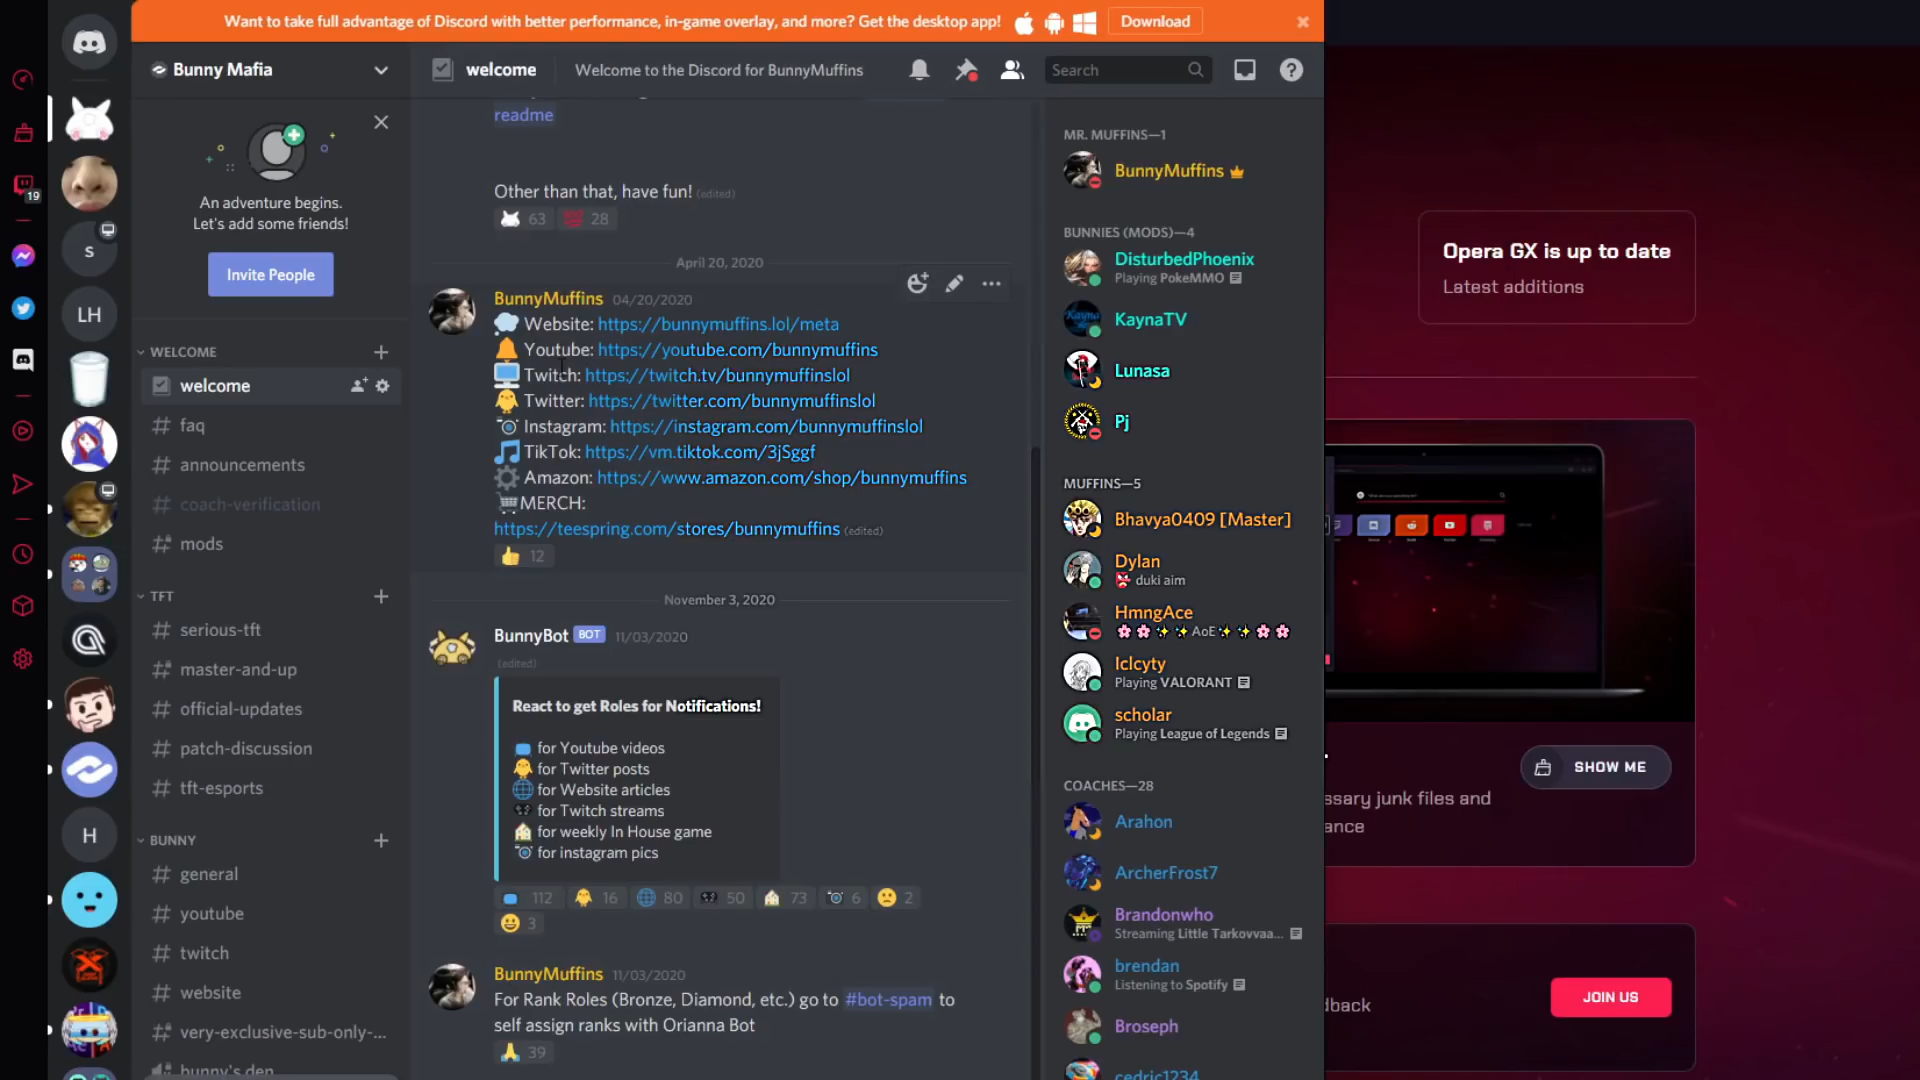 Want to take full advantage of Discord with better performance, in-game overlay, and more? Get the desktop app!
Download
Bunny Mafia
welcome
Welcome to the Discord for BunnyMuffins
Search
19
S
LH
H
An adventure begins.
Let's add some friends!
Invite People
WELCOME
welcome
faq
announcements
coach-verification
mods
TFT
serious-tft
master-and-up
official-updates
patch-discussion
tft-esports
BUNNY
general
youtube
twitch
website
very-exclusive-sub-only-...
bunny's den
readme
Other than that, have fun! (edited)
63
28
April 20, 2020
BunnyMuffins 04/20/2020
Website: https://bunnymuffins.lol/meta
Youtube: https://youtube.com/bunnymuffins
Twitch: https://twitch.tv/bunnymuffinslol
Twitter: https://twitter.com/bunnymuffinslol
Instagram: https://instagram.com/bunnymuffinslol
TikTok: https://vm.tiktok.com/3jSggf
Amazon: https://www.amazon.com/shop/bunnymuffins
MERCH:
https://teespring.com/stores/bunnymuffins (edited)
12
November 3, 2020
BunnyBot BOT 11/03/2020
(edited)
React to get Roles for Notifications!
for Youtube videos
for Twitter posts
for Website articles
for Twitch streams
for weekly In House game
for instagram pics
112 16 80 50 73 6 2
3
BunnyMuffins 11/03/2020
For Rank Roles (Bronze, Diamond, etc.) go to #bot-spam to
self assign ranks with Orianna Bot
39
MR. MUFFINS—1
BunnyMuffins
BUNNIES (MODS)—4
DisturbedPhoenix
Playing PokeMMO
KaynaTV
Lunasa
Pj
MUFFINS—5
Bhavya0409 [Master]
Dylan
duki aim
HmngAce
AoE
Iclcyty
Playing VALORANT
scholar
Playing League of Legends
COACHES—28
Arahon
ArcherFrost7
Brandonwho
Streaming Little Tarkovvaa...
brendan
Listening to Spotify
Broseph
cedric1234
Opera GX is up to date
Latest additions
SHOW ME
ssary junk files and
ance
dback
JOIN US